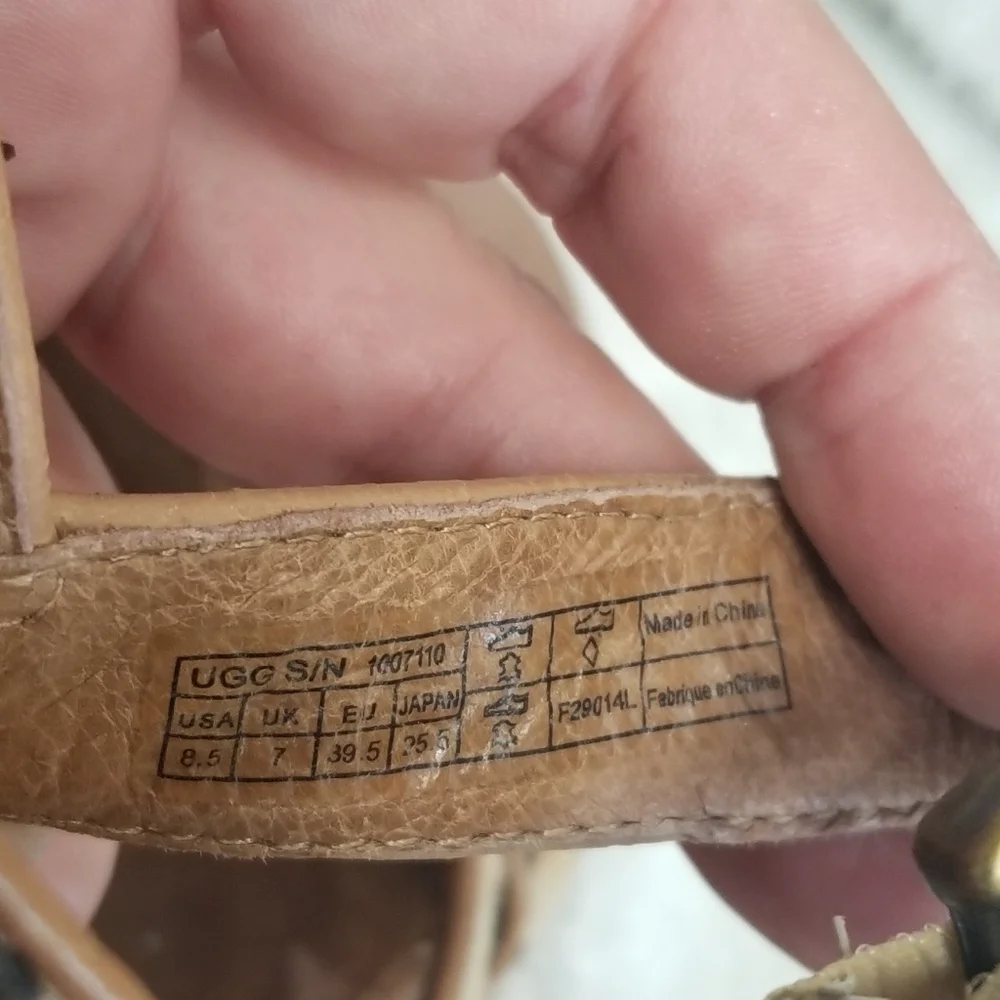 UGG S/N 1007110
USA UK EU JAPAN
8.5 7 39.5 25.5
F29014L
Made in China
Fabrique en Chine